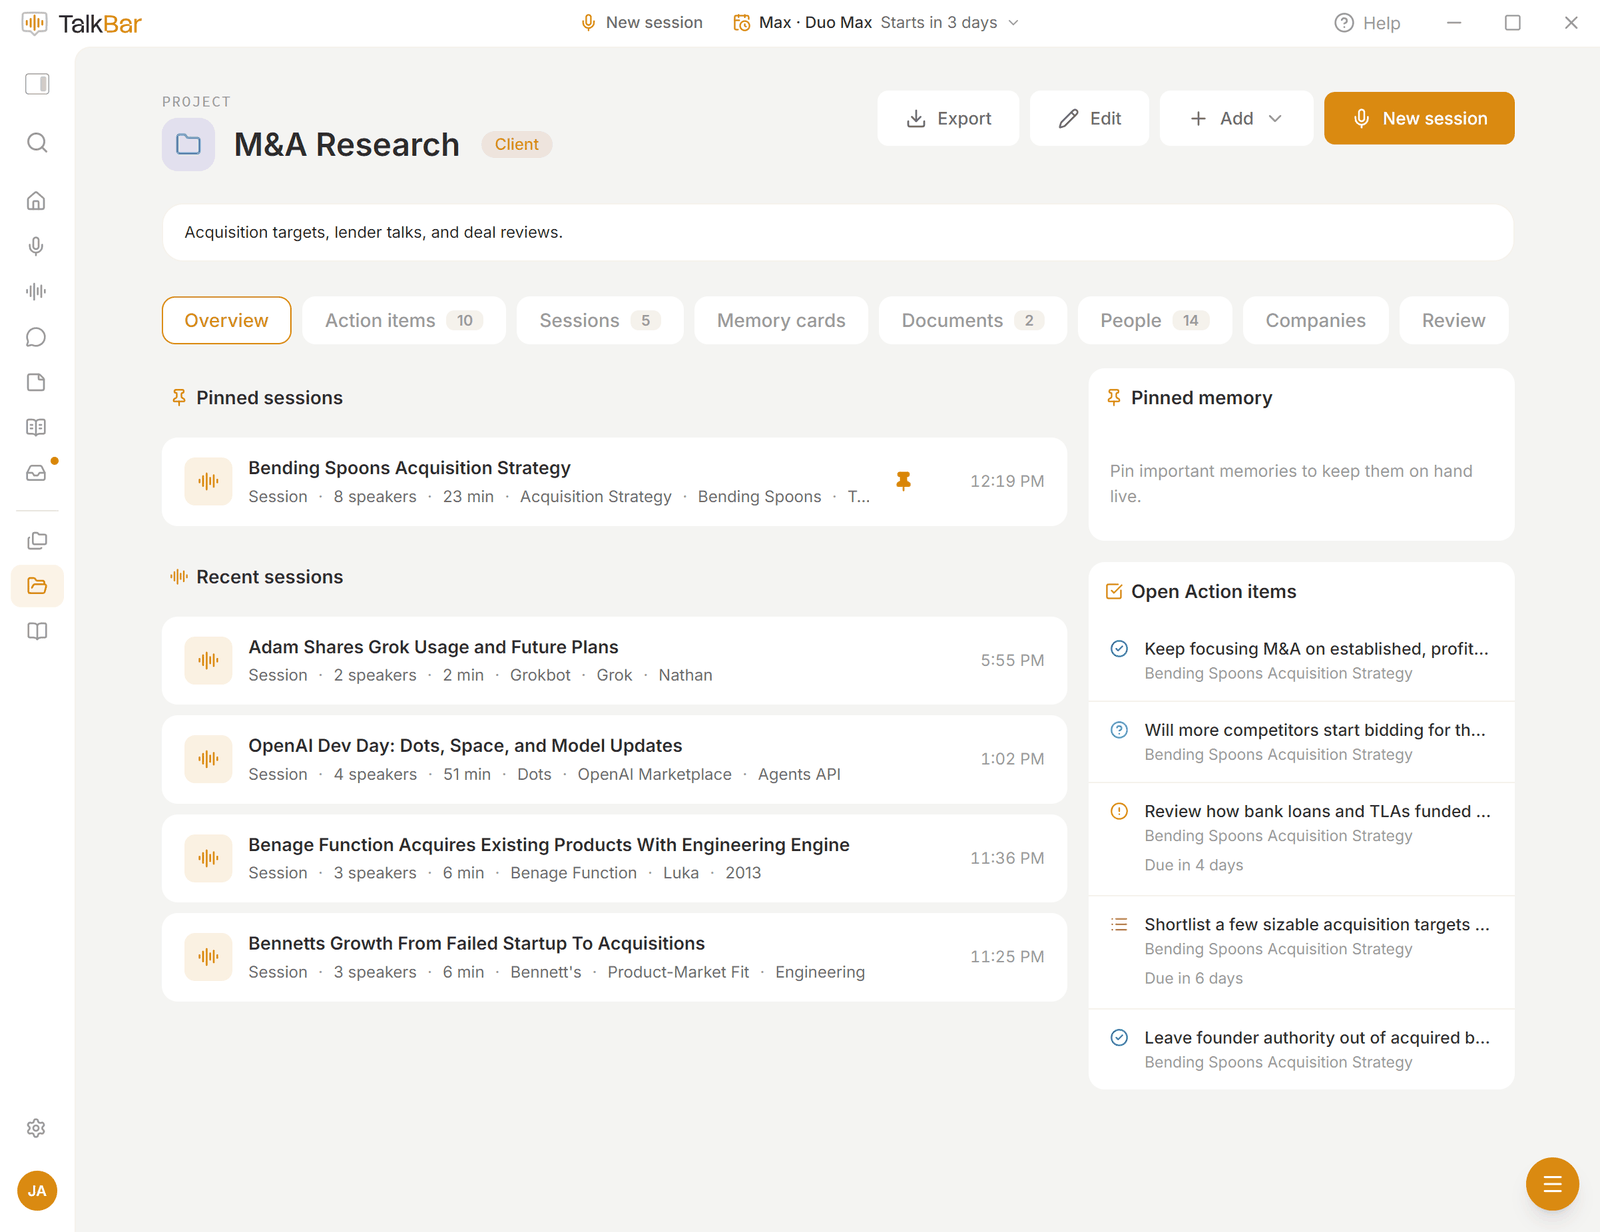 TalkBar
New session
Max · Duo Max Starts in 3 days
Help
PROJECT
M&A Research
Client
Export
Edit
Add
New session
Acquisition targets, lender talks, and deal reviews.
Overview
Action items 10
Sessions 5
Memory cards
Documents 2
People 14
Companies
Review
Pinned sessions
Bending Spoons Acquisition Strategy
Session · 8 speakers · 23 min · Acquisition Strategy · Bending Spoons · T...
12:19 PM
Recent sessions
Adam Shares Grok Usage and Future Plans
Session · 2 speakers · 2 min · Grokbot · Grok · Nathan
5:55 PM
OpenAI Dev Day: Dots, Space, and Model Updates
Session · 4 speakers · 51 min · Dots · OpenAI Marketplace · Agents API
1:02 PM
Benage Function Acquires Existing Products With Engineering Engine
Session · 3 speakers · 6 min · Benage Function · Luka · 2013
11:36 PM
Bennetts Growth From Failed Startup To Acquisitions
Session · 3 speakers · 6 min · Bennett's · Product-Market Fit · Engineering
11:25 PM
Pinned memory
Pin important memories to keep them on hand
live.
Open Action items
Keep focusing M&A on established, profit...
Bending Spoons Acquisition Strategy
Will more competitors start bidding for th...
Bending Spoons Acquisition Strategy
Review how bank loans and TLAs funded ...
Bending Spoons Acquisition Strategy
Due in 4 days
Shortlist a few sizable acquisition targets ...
Bending Spoons Acquisition Strategy
Due in 6 days
Leave founder authority out of acquired b...
Bending Spoons Acquisition Strategy
JA